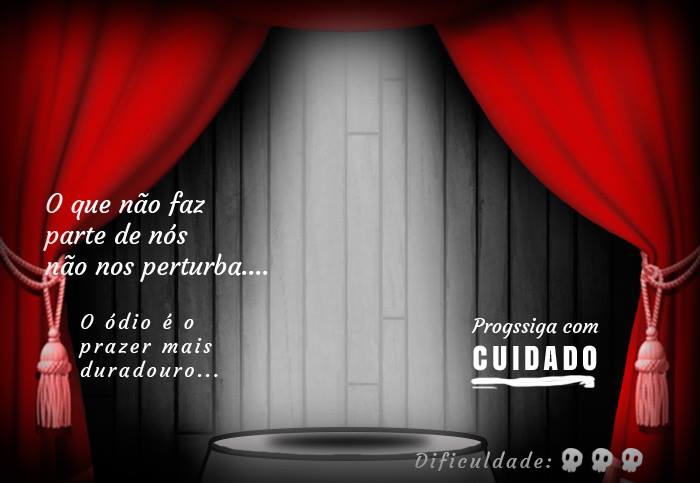 O que não faz
parte de nós
não nos perturba....
O ódio é o
prazer mais
duradouro...
Progssiga com
CUIDADO
Dificuldade: